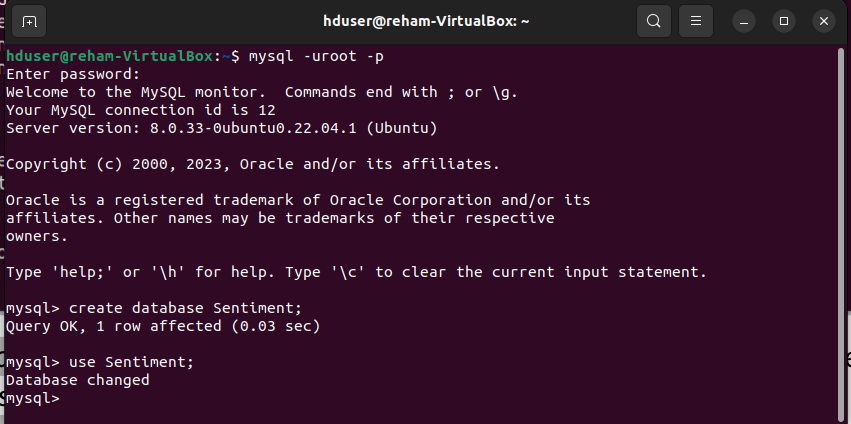 hduser@reham-VirtualBox: ~
hduser@reham-VirtualBox:~$ mysql -uroot -p
Enter password:
Welcome to the MySQL monitor.  Commands end with ; or \g.
Your MySQL connection id is 12
Server version: 8.0.33-0ubuntu0.22.04.1 (Ubuntu)
Copyright (c) 2000, 2023, Oracle and/or its affiliates.
Oracle is a registered trademark of Oracle Corporation and/or its
affiliates. Other names may be trademarks of their respective
owners.
Type 'help;' or '\h' for help. Type '\c' to clear the current input statement.
mysql> create database Sentiment;
Query OK, 1 row affected (0.03 sec)
mysql> use Sentiment;
Database changed
mysql>